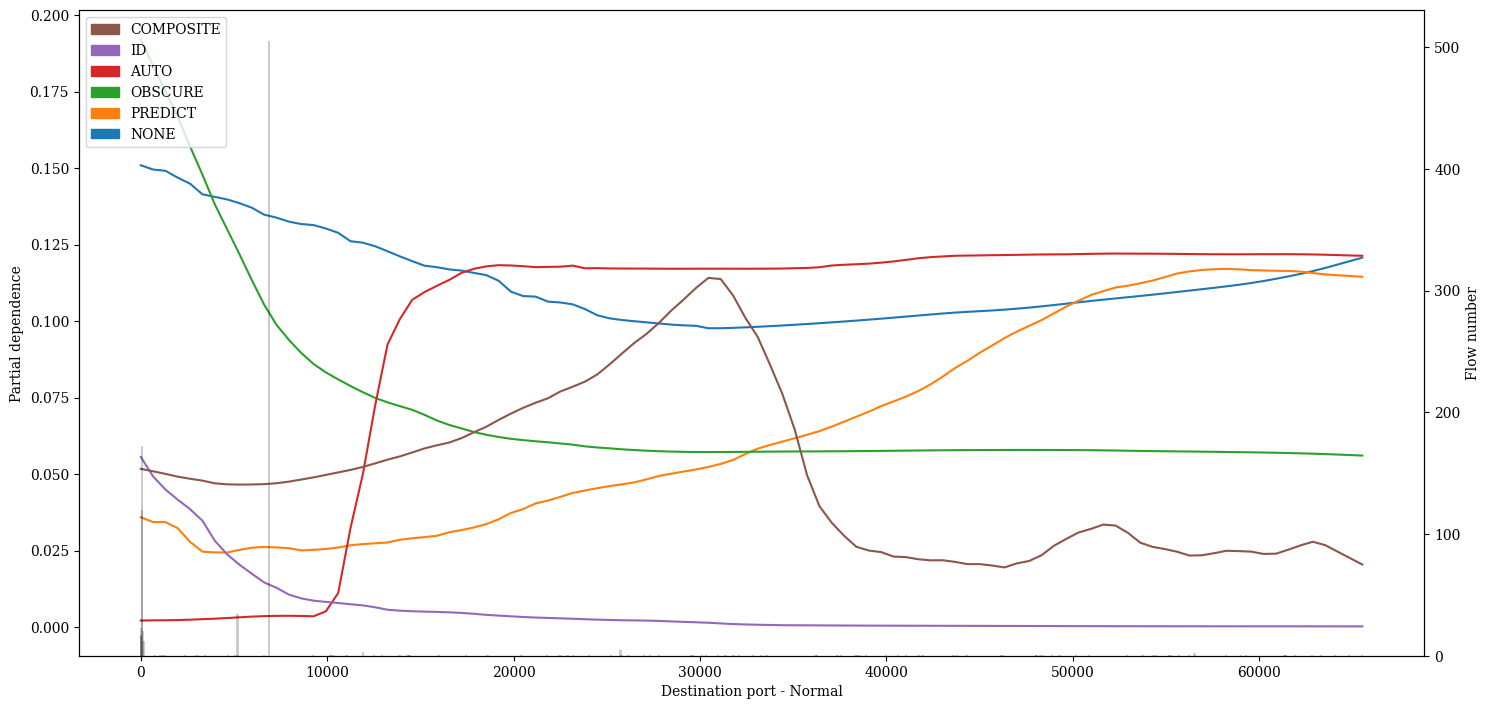 COMPOSITE
ID
AUTO
OBSCURE
PREDICT
NONE
Partial dependence
0.200
0.175
0.150
0.125
0.100
0.075
0.050
0.025
0.000
0
10000
20000
30000
40000
50000
60000
Destination port - Normal
500
400
300
200
100
0
Flow number